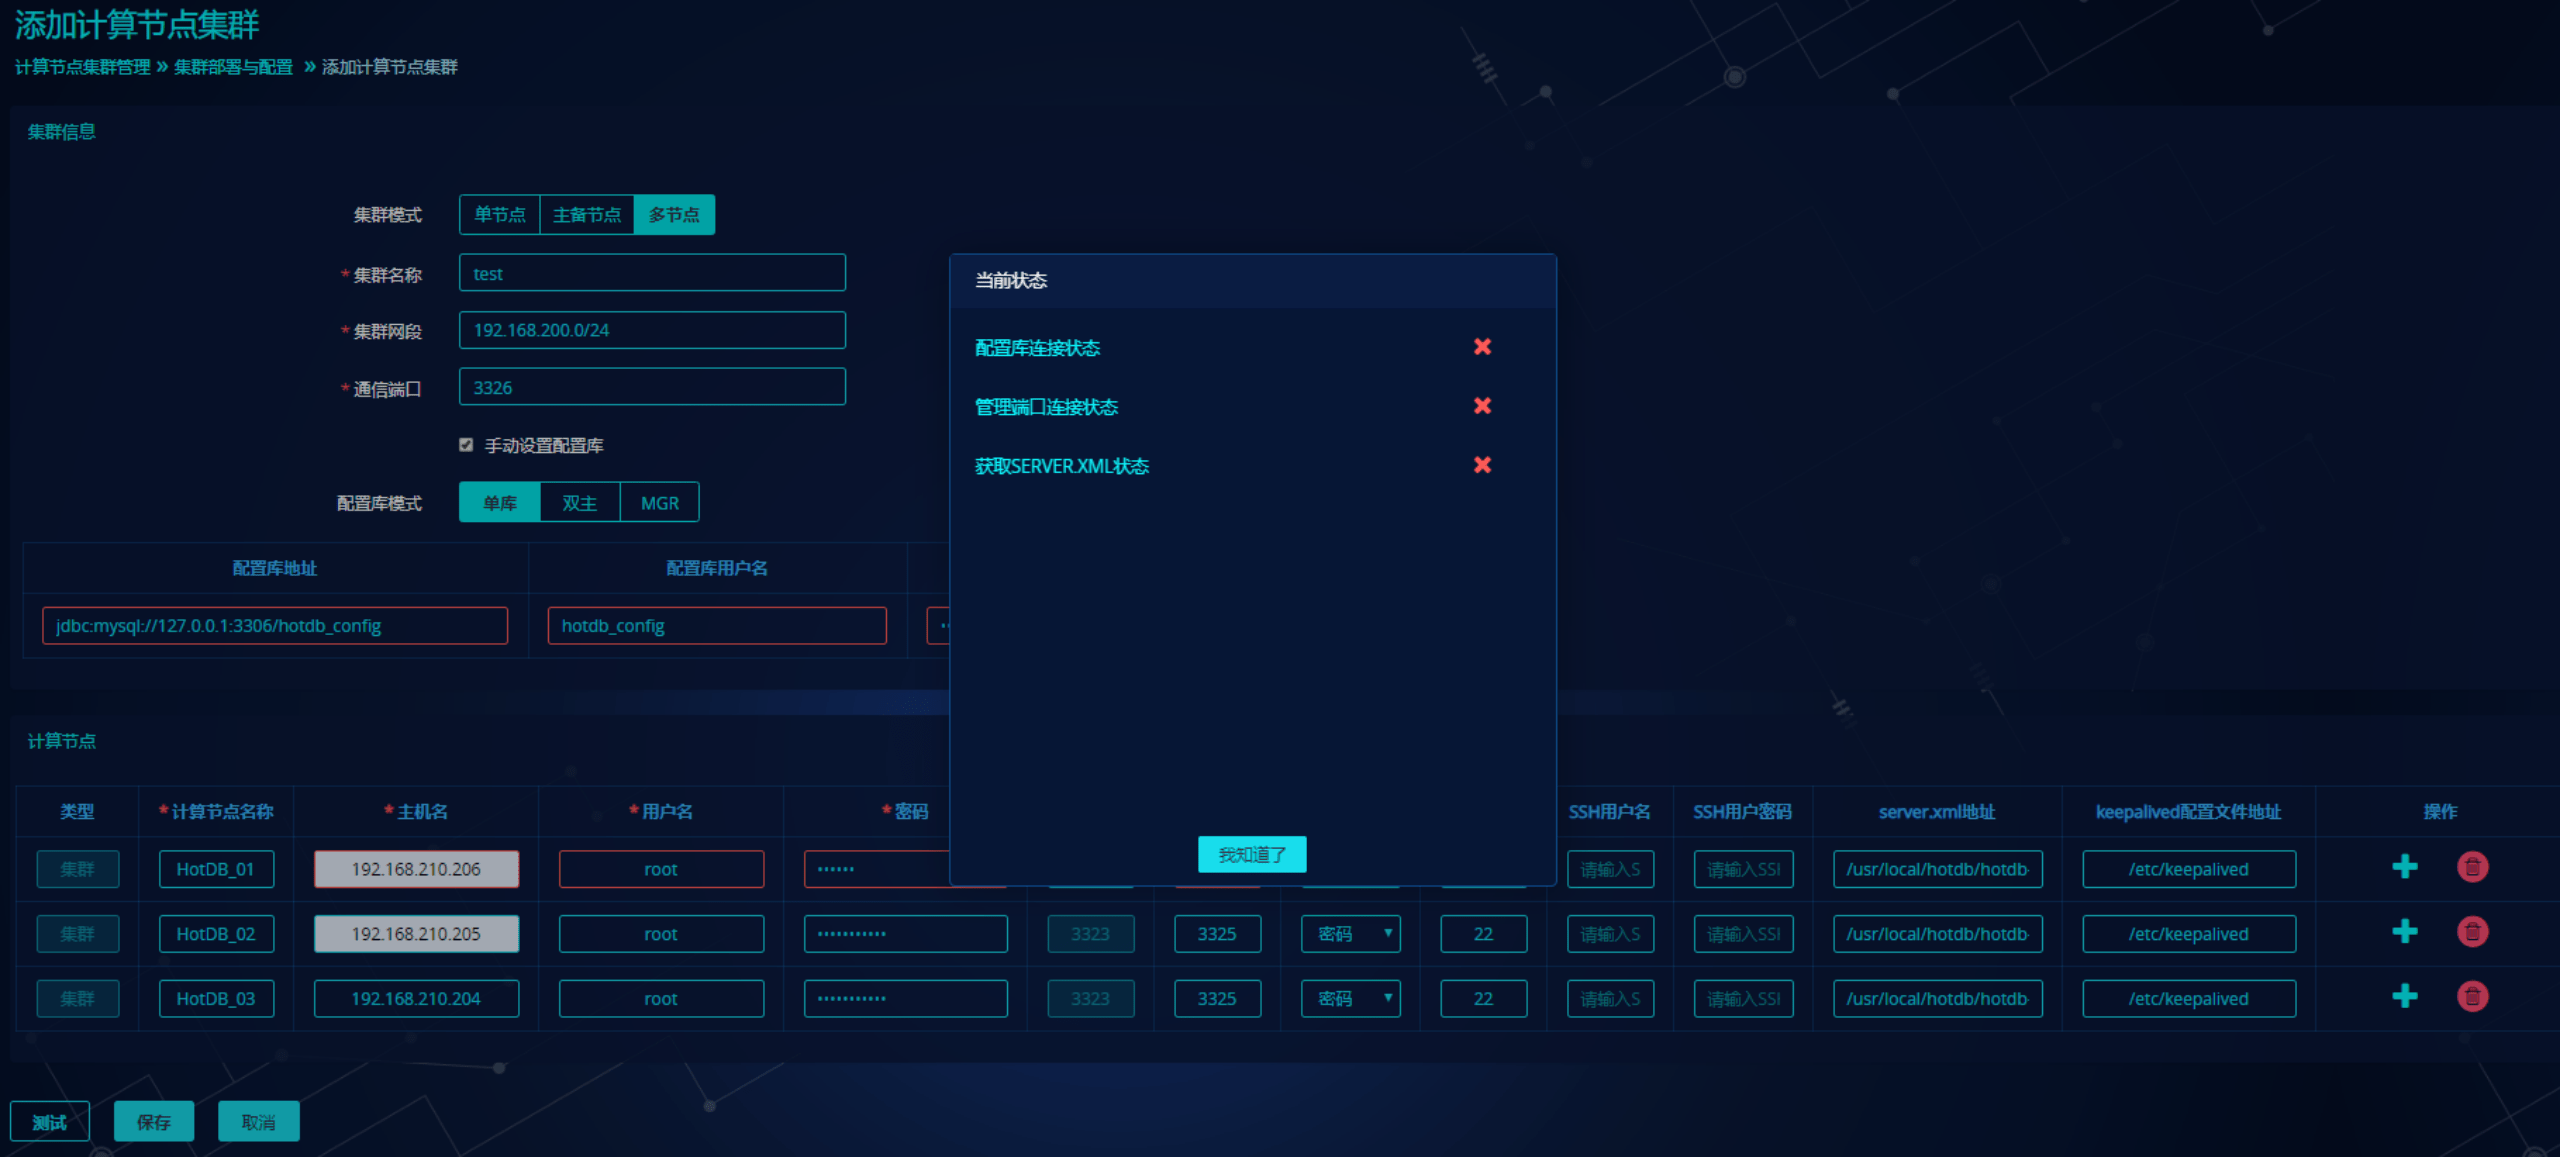 添加计算节点集群
计算节点集群管理 » 集群部署与配置 » 添加计算节点集群
集群信息
集群模式 单节点 主备节点 多节点
* 集群名称 test
* 集群网段 192.168.200.0/24
* 通信端口 3326
手动设置配置库
配置库模式 单库 双主 MGR
配置库地址 配置库用户名
jdbc:mysql://127.0.0.1:3306/hotdb_config hotdb_config
当前状态
配置库连接状态
管理端口连接状态
获取SERVER.XML状态
我知道了
计算节点
类型 * 计算节点名称 * 主机名 * 用户名 * 密码 SSH用户名 SSH用户密码 server.xml地址 keepalived配置文件地址 操作
集群 HotDB_01 192.168.210.206 root •••••• 请输入S 请输入SSI /usr/local/hotdb/hotdb- /etc/keepalived
集群 HotDB_02 192.168.210.205 root ••••••••••• 3323 3325 密码 22 请输入S 请输入SSI /usr/local/hotdb/hotdb- /etc/keepalived
集群 HotDB_03 192.168.210.204 root ••••••••••• 3323 3325 密码 22 请输入S 请输入SSI /usr/local/hotdb/hotdb- /etc/keepalived
测试 保存 取消